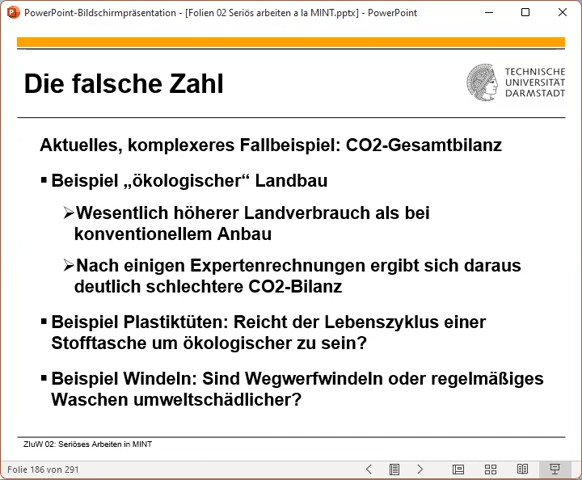 PowerPoint-Bildschirmpräsentation - [Folien 02 Seriös arbeiten a la MINT.pptx] - PowerPoint
Die falsche Zahl
TECHNISCHE
UNIVERSITÄT
DARMSTADT
Aktuelles, komplexeres Fallbeispiel: CO2-Gesamtbilanz
▪ Beispiel „ökologischer“ Landbau
➢Wesentlich höherer Landverbrauch als bei
konventionellem Anbau
➢Nach einigen Expertenrechnungen ergibt sich daraus
deutlich schlechtere CO2-Bilanz
▪ Beispiel Plastiktüten: Reicht der Lebenszyklus einer
Stofftasche um ökologischer zu sein?
▪ Beispiel Windeln: Sind Wegwerfwindeln oder regelmäßiges
Waschen umweltschädlicher?
ZIuW 02: Seriöses Arbeiten in MINT
Folie 186 von 291